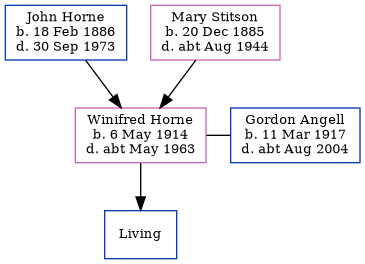 John Horne
b. 18 Feb 1886
d. 30 Sep 1973
Mary Stitson
b. 20 Dec 1885
d. abt Aug 1944
Winifred Horne
b. 6 May 1914
d. abt May 1963
Gordon Angell
b. 11 Mar 1917
d. abt Aug 2004
Living